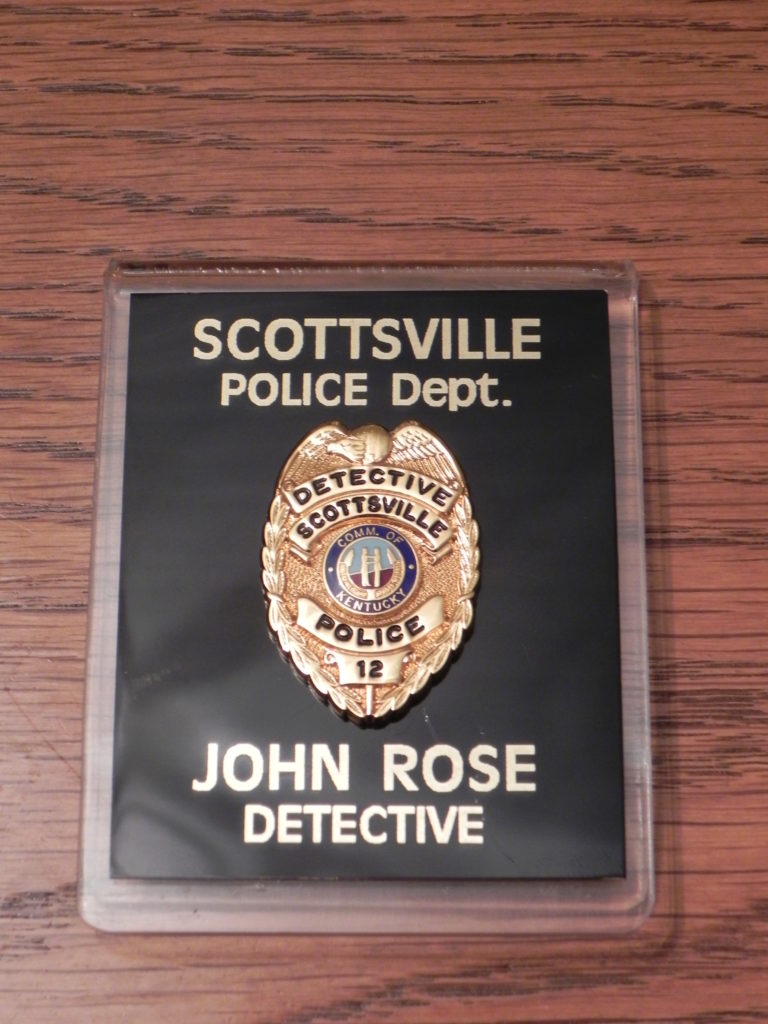 SCOTTSVILLE
POLICE Dept.
DETECTIVE
SCOTTSVILLE
COMM. OF
KENTUCKY
POLICE
12
JOHN ROSE
DETECTIVE